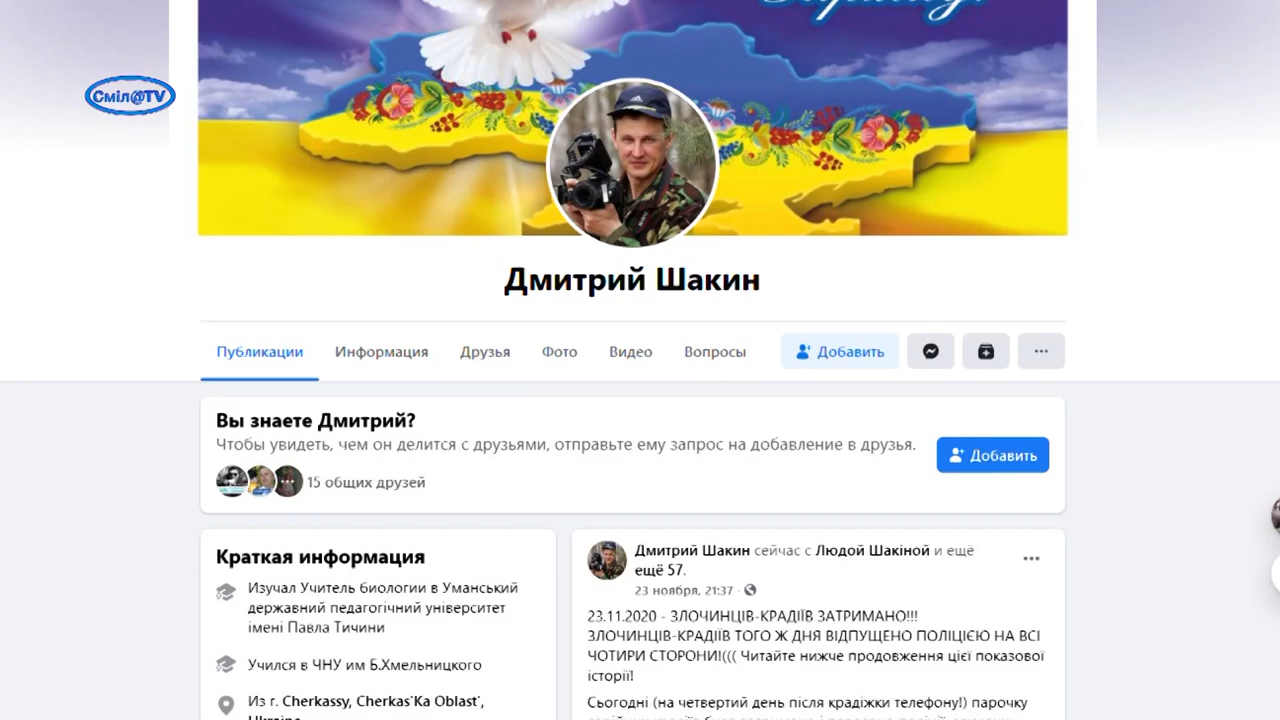 Сміл@TV
Дмитрий Шакин
Публикации Информация Друзья Фото Видео Вопросы Добавить
Вы знаете Дмитрий?
Чтобы увидеть, чем он делится с друзьями, отправьте ему запрос на добавление в друзья.
Добавить
15 общих друзей
Краткая информация
Изучал Учитель биологии в Уманський
державний педагогічний університет
імені Павла Тичини
Учился в ЧНУ им Б.Хмельницкого
Из г. Cherkassy, Cherkas'Ka Oblast',
Дмитрий Шакин сейчас с Людой Шакіной и ещё
ещё 57.
23 ноября, 21:37
23.11.2020 - ЗЛОЧИНЦІВ-КРАДІЇВ ЗАТРИМАНО!!!
ЗЛОЧИНЦІВ-КРАДІЇВ ТОГО Ж ДНЯ ВІДПУЩЕНО ПОЛІЦІЄЮ НА ВСІ
ЧОТИРИ СТОРОНИ!((( Читайте нижче продовження цієї показової
історії!
Сьогодні (на четвертий день після крадіжки телефону!) парочку